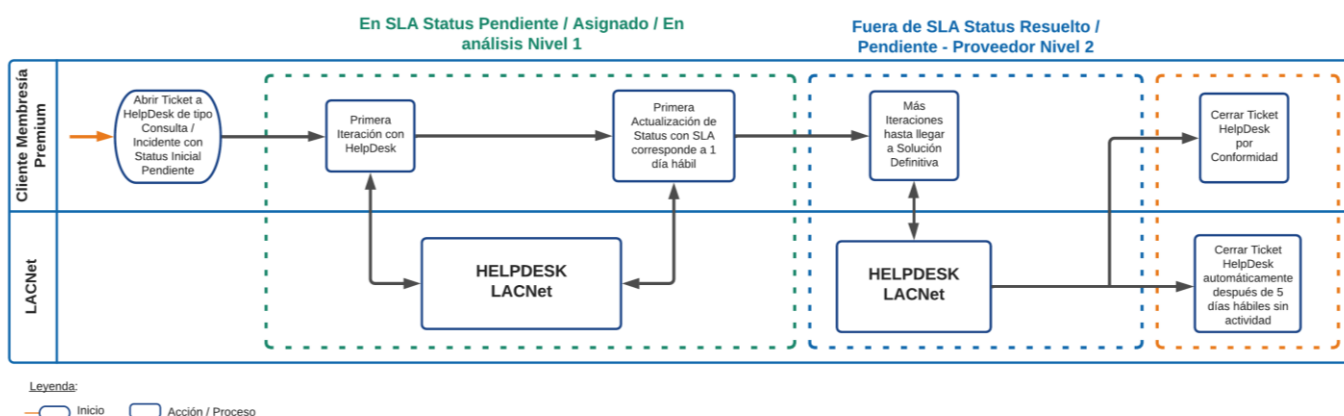 En SLA Status Pendiente / Asignado / En
análisis Nivel 1
Fuera de SLA Status Resuelto /
Pendiente - Proveedor Nivel 2
Cliente Membresía
Premium
Abrir Ticket a
HelpDesk de tipo
Consulta /
Incidente con
Status Inicial
Pendiente
Primera
Iteración con
HelpDesk
Primera
Actualización de
Status con SLA
corresponde a 1
día hábil
Más
Iteraciones
hasta llegar
a Solución
Definitiva
Cerrar Ticket
HelpDesk
por
Conformidad
LACNet
HELPDESK
LACNet
HELPDESK
LACNet
Cerrar Ticket
HelpDesk
automáticamente
después de 5
días hábiles sin
actividad
Leyenda:
Inicio
Acción / Proceso